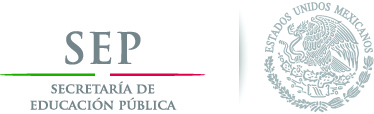 SEP
SECRETARÍA DE
EDUCACIÓN PÚBLICA
ESTADOS UNIDOS MEXICANOS